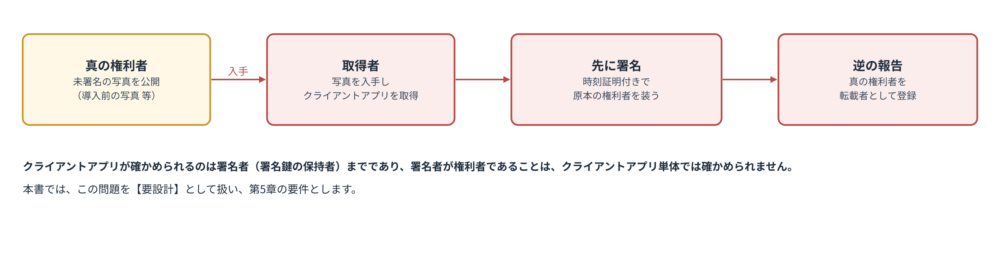 真の権利者
未署名の写真を公開
（導入前の写真 等）
入手
取得者
写真を入手し
クライアントアプリを取得
先に署名
時刻証明付きで
原本の権利者を装う
逆の報告
真の権利者を
転載者として登録
クライアントアプリが確かめられるのは署名者（署名鍵の保持者）までであり、署名者が権利者であることは、クライアントアプリ単体では確かめられません。
本書では、この問題を【要設計】として扱い、第5章の要件とします。